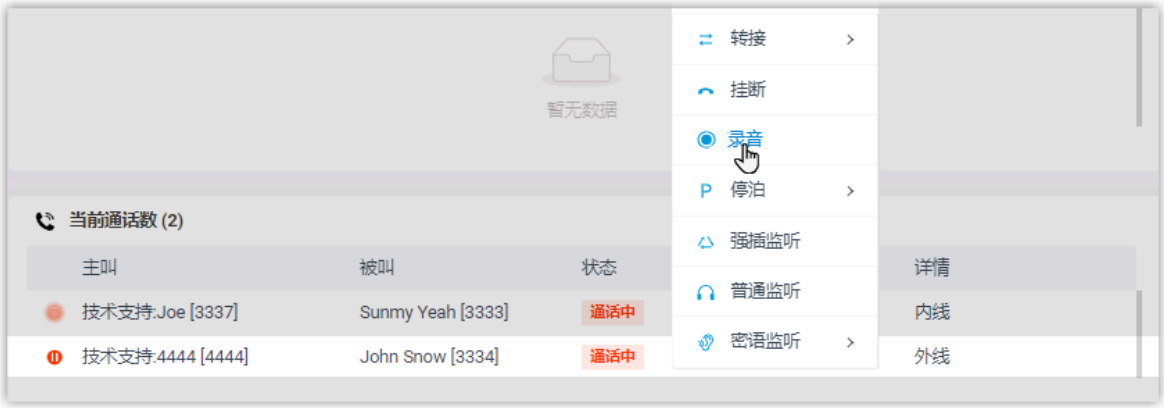 转接
挂断
暂无数据
录音
P 停泊
当前通话数 (2)
强插监听
主叫 被叫 状态 详情
普通监听
技术支持:Joe [3337] Sunmy Yeah [3333] 通话中 内线
密语监听
技术支持:4444 [4444] John Snow [3334] 通话中 外线